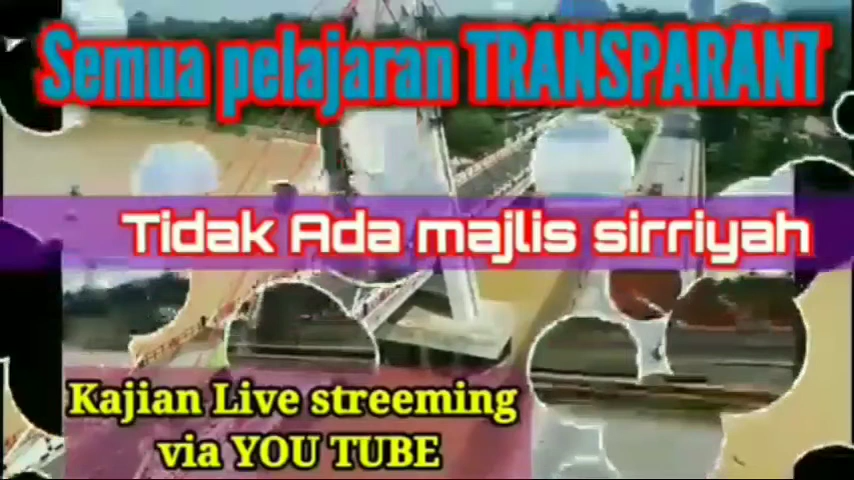 Semua pelajaran TRANSPARANT
Tidak Ada majlis sirriyah
Kajian Live streeming
via YOU TUBE